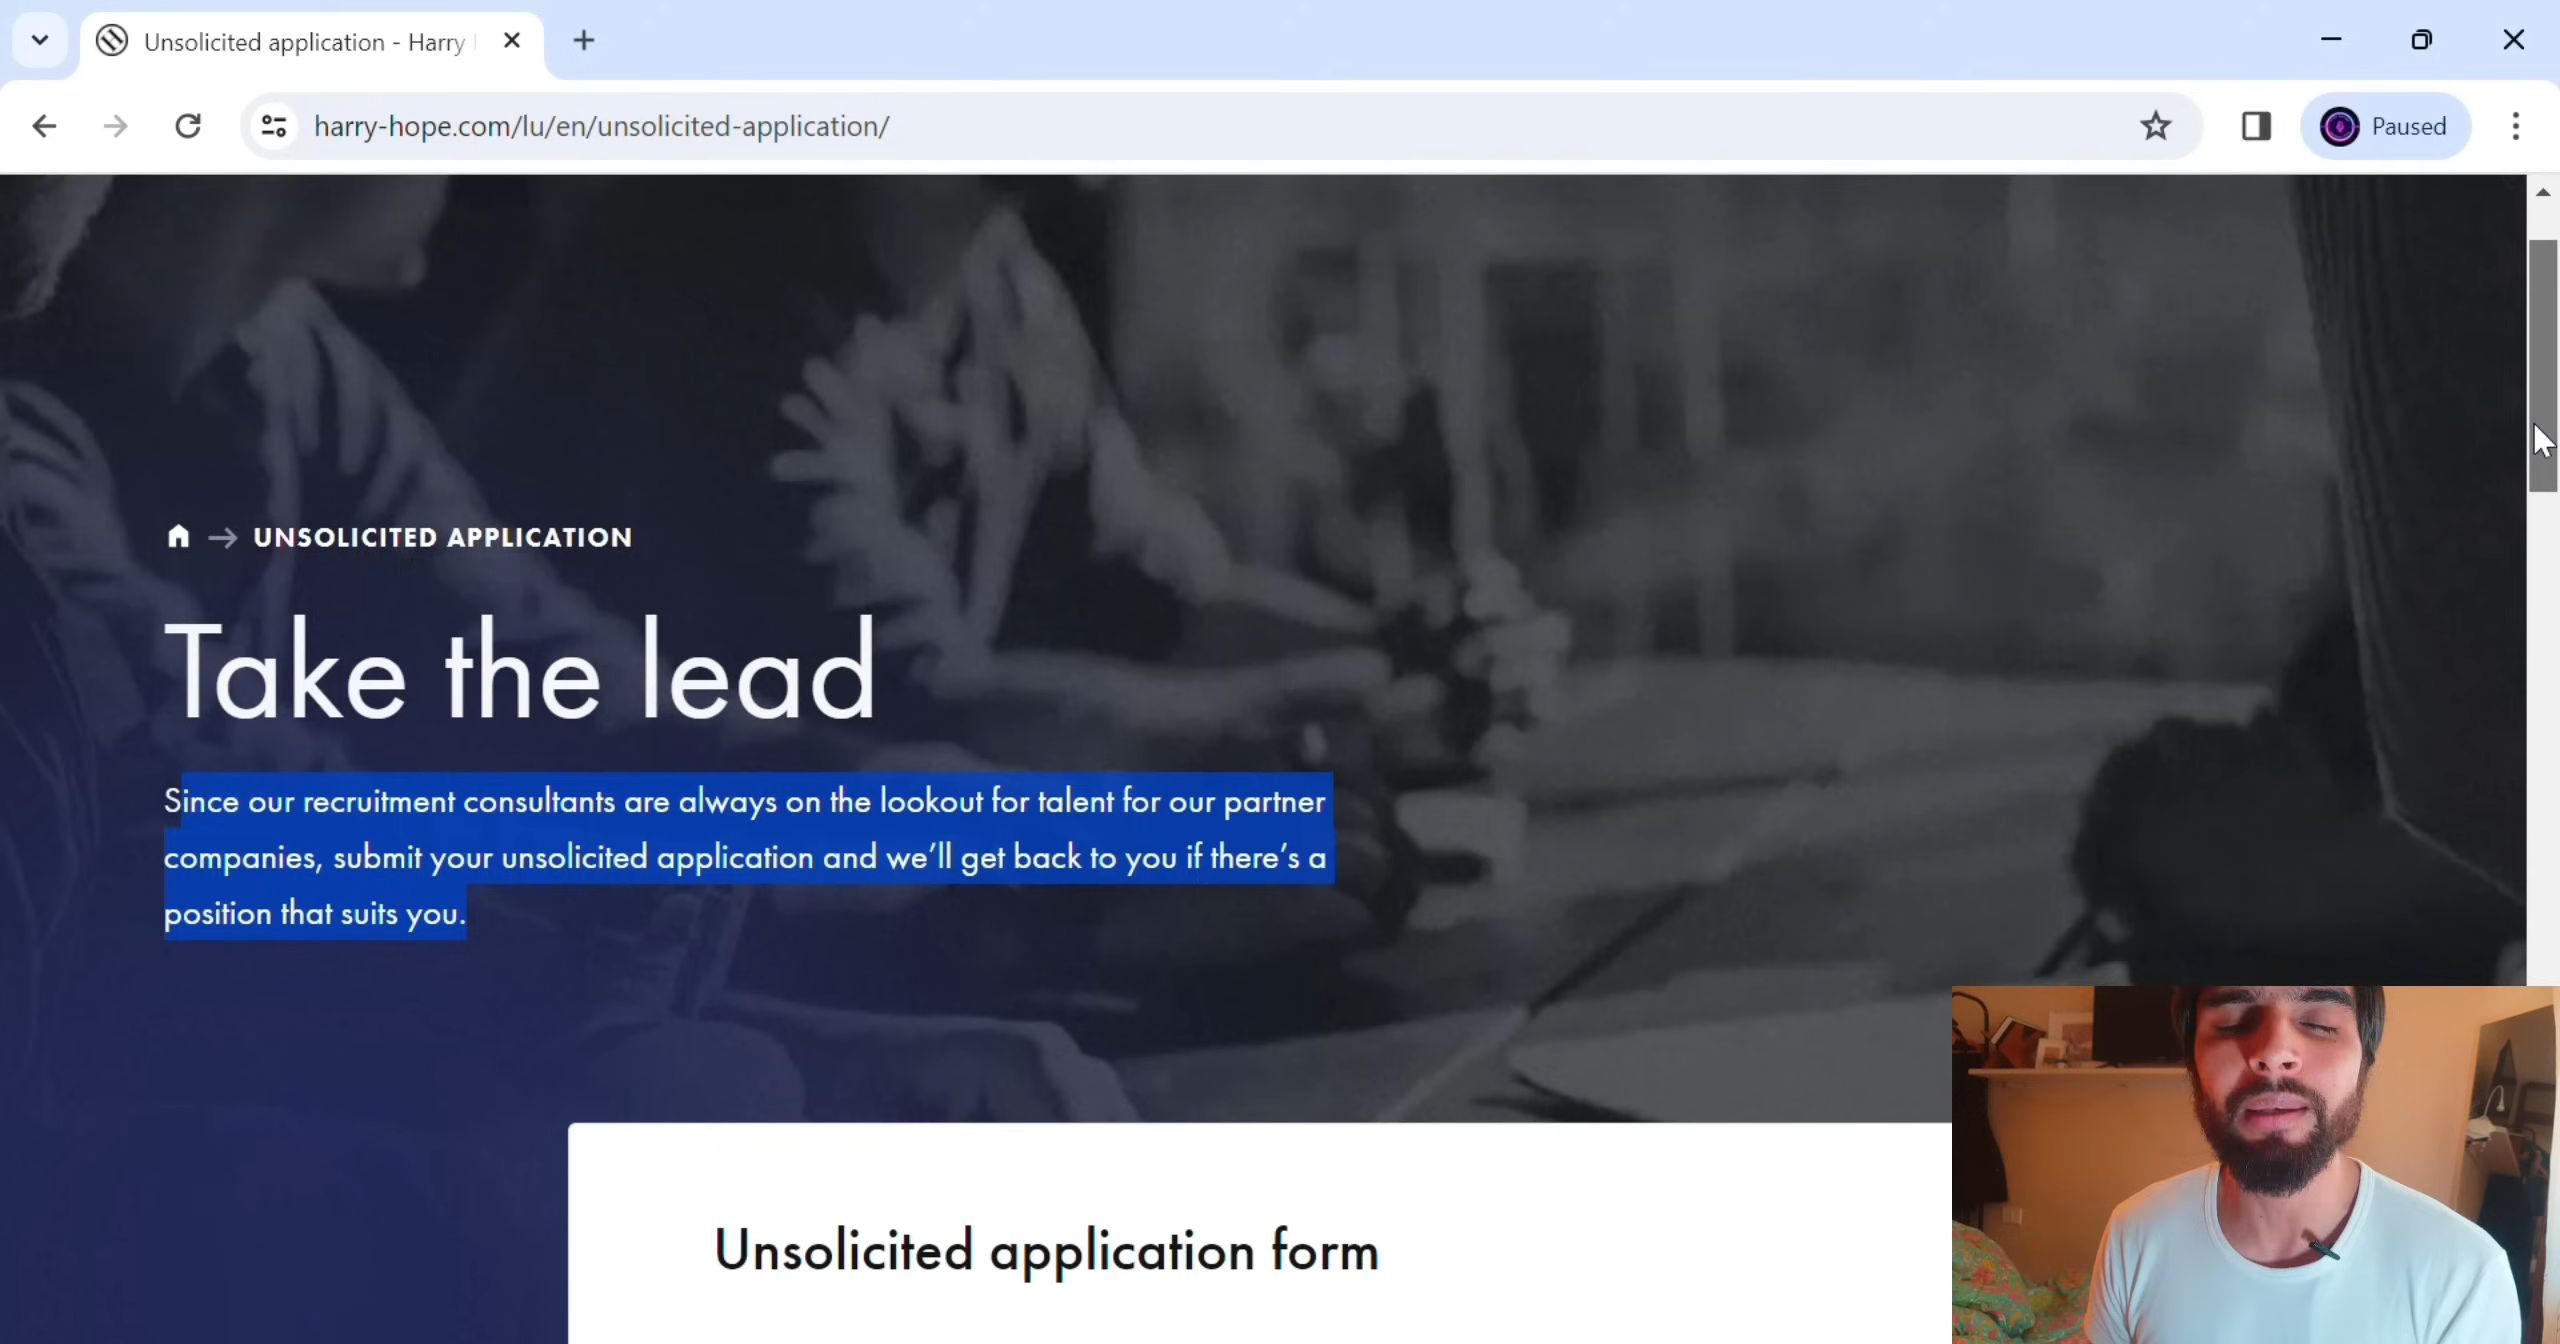 Unsolicited application - Harry
harry-hope.com/lu/en/unsolicited-application/
Paused
UNSOLICITED APPLICATION
Take the lead
Since our recruitment consultants are always on the lookout for talent for our partner
companies, submit your unsolicited application and we’ll get back to you if there’s a
position that suits you.
Unsolicited application form